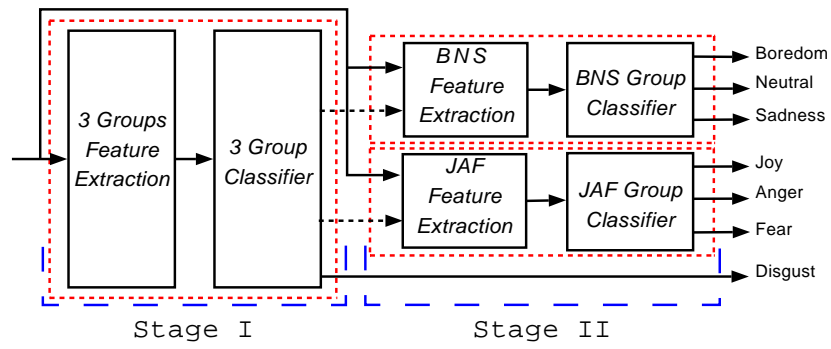 3 Groups
Feature
Extraction
3 Group
Classifier
BNS
Feature
Extraction
BNS Group
Classifier
Boredom
Neutral
Sadness
JAF
Feature
Extraction
JAF Group
Classifier
Joy
Anger
Fear
Disgust
Stage I
Stage II